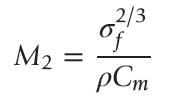 M₂ = σ_f^{2/3} / ρC_m